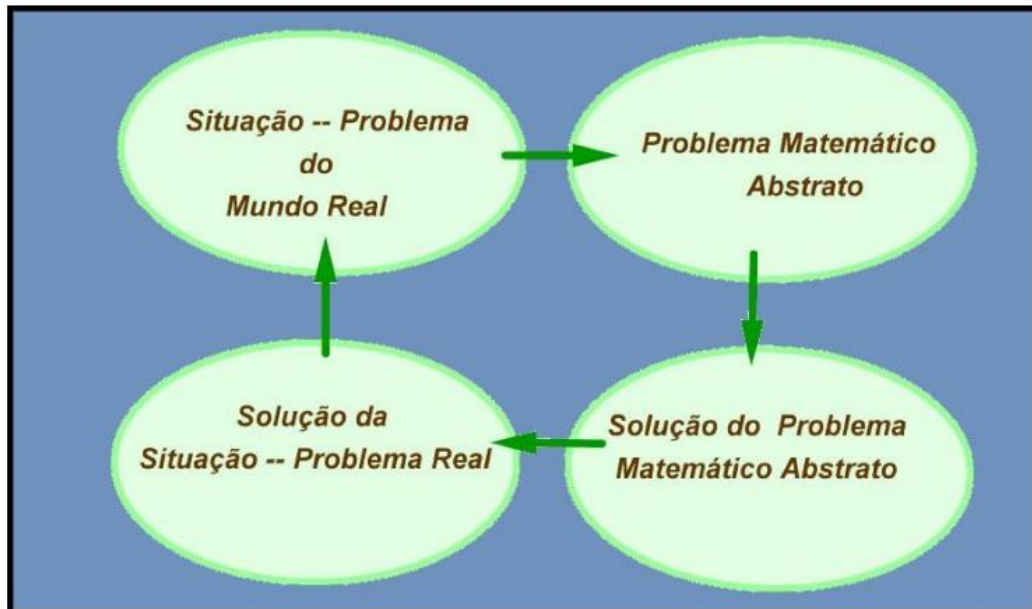 Situação -- Problema
do
Mundo Real
Problema Matemático
Abstrato
Solução da
Situação -- Problema Real
Solução do Problema
Matemático Abstrato